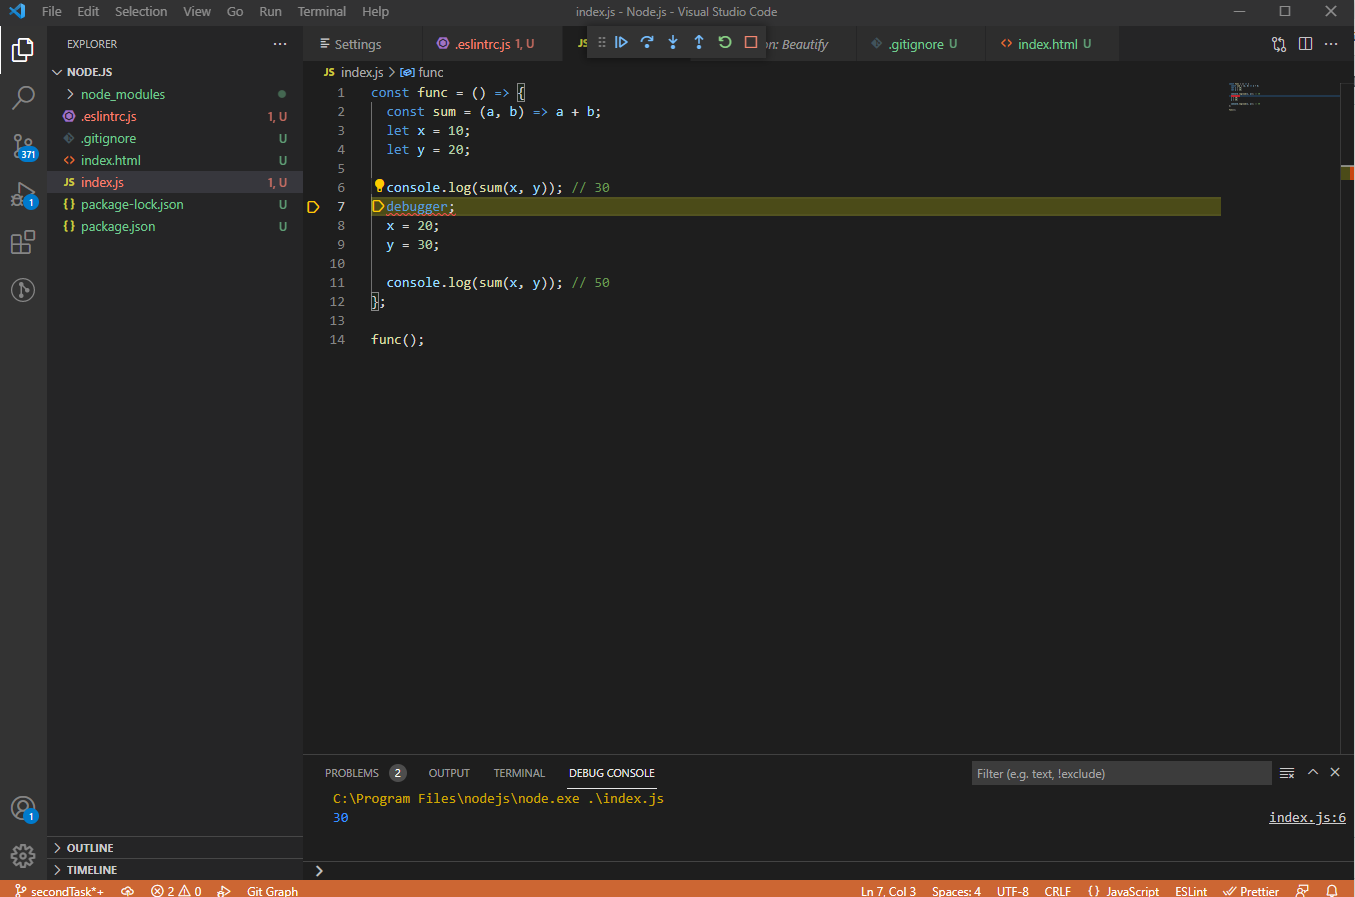 File Edit Selection View Go Run Terminal Help
index.js - Node.js - Visual Studio Code
EXPLORER
NODE.JS
node_modules
.eslintrc.js 1, U
.gitignore U
index.html U
JS index.js 1, U
{} package-lock.json U
{} package.json U
371
1
1
OUTLINE
TIMELINE
Settings
.eslintrc.js 1, U
JS
on: Beautify
.gitignore U
index.html U
JS index.js > func
1 const func = () => {
2 const sum = (a, b) => a + b;
3 let x = 10;
4 let y = 20;
5
6 console.log(sum(x, y)); // 30
7 debugger;
8 x = 20;
9 y = 30;
10
11 console.log(sum(x, y)); // 50
12 };
13
14 func();
PROBLEMS 2 OUTPUT TERMINAL DEBUG CONSOLE
Filter (e.g. text, !exclude)
C:\Program Files\nodejs\node.exe .\index.js
30 index.js:6
secondTask*+ 2 0 Git Graph
Ln 7, Col 3 Spaces: 4 UTF-8 CRLF {} JavaScript ESLint Prettier